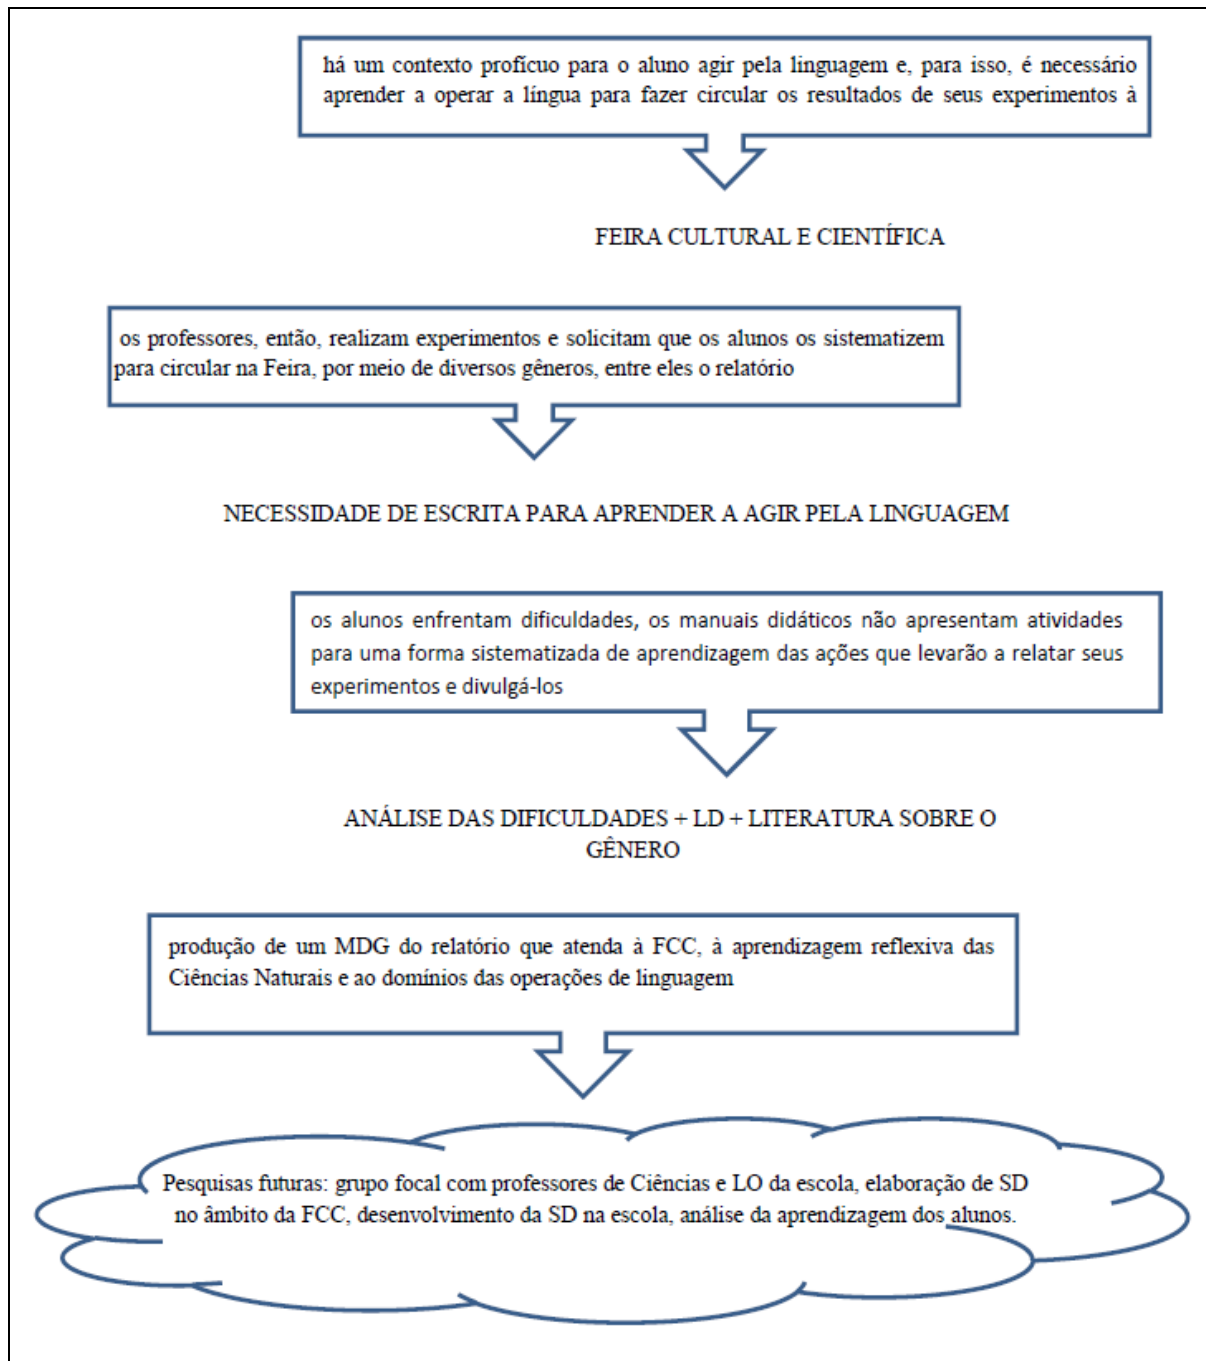 há um contexto profícuo para o aluno agir pela linguagem e, para isso, é necessário
aprender a operar a língua para fazer circular os resultados de seus experimentos à
FEIRA CULTURAL E CIENTÍFICA
os professores, então, realizam experimentos e solicitam que os alunos os sistematizem
para circular na Feira, por meio de diversos gêneros, entre eles o relatório
NECESSIDADE DE ESCRITA PARA APRENDER A AGIR PELA LINGUAGEM
os alunos enfrentam dificuldades, os manuais didáticos não apresentam atividades
para uma forma sistematizada de aprendizagem das ações que levarão a relatar seus
experimentos e divulgá-los
ANÁLISE DAS DIFICULDADES + LD + LITERATURA SOBRE O
GÊNERO
produção de um MDG do relatório que atenda à FCC, à aprendizagem reflexiva das
Ciências Naturais e ao domínios das operações de linguagem
Pesquisas futuras: grupo focal com professores de Ciências e LO da escola, elaboração de SD
no âmbito da FCC, desenvolvimento da SD na escola, análise da aprendizagem dos alunos.